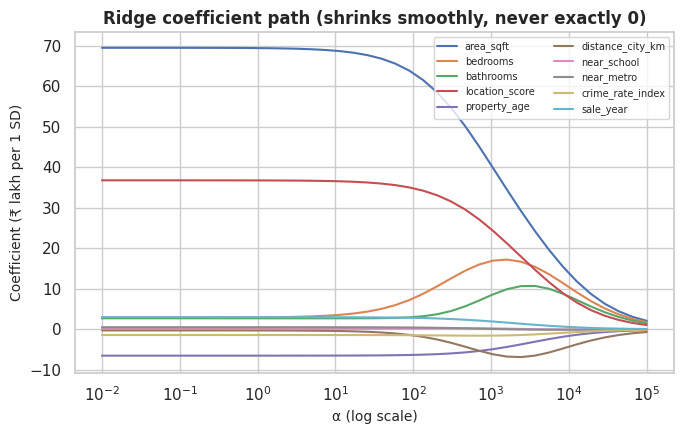 Ridge coefficient path (shrinks smoothly, never exactly 0)
area_sqft
bedrooms
bathrooms
location_score
property_age
distance_city_km
near_school
near_metro
crime_rate_index
sale_year
Coefficient (₹ lakh per 1 SD)
70
60
50
40
30
20
10
0
−10
10⁻² 10⁻¹ 10⁰ 10¹ 10² 10³ 10⁴ 10⁵
α (log scale)